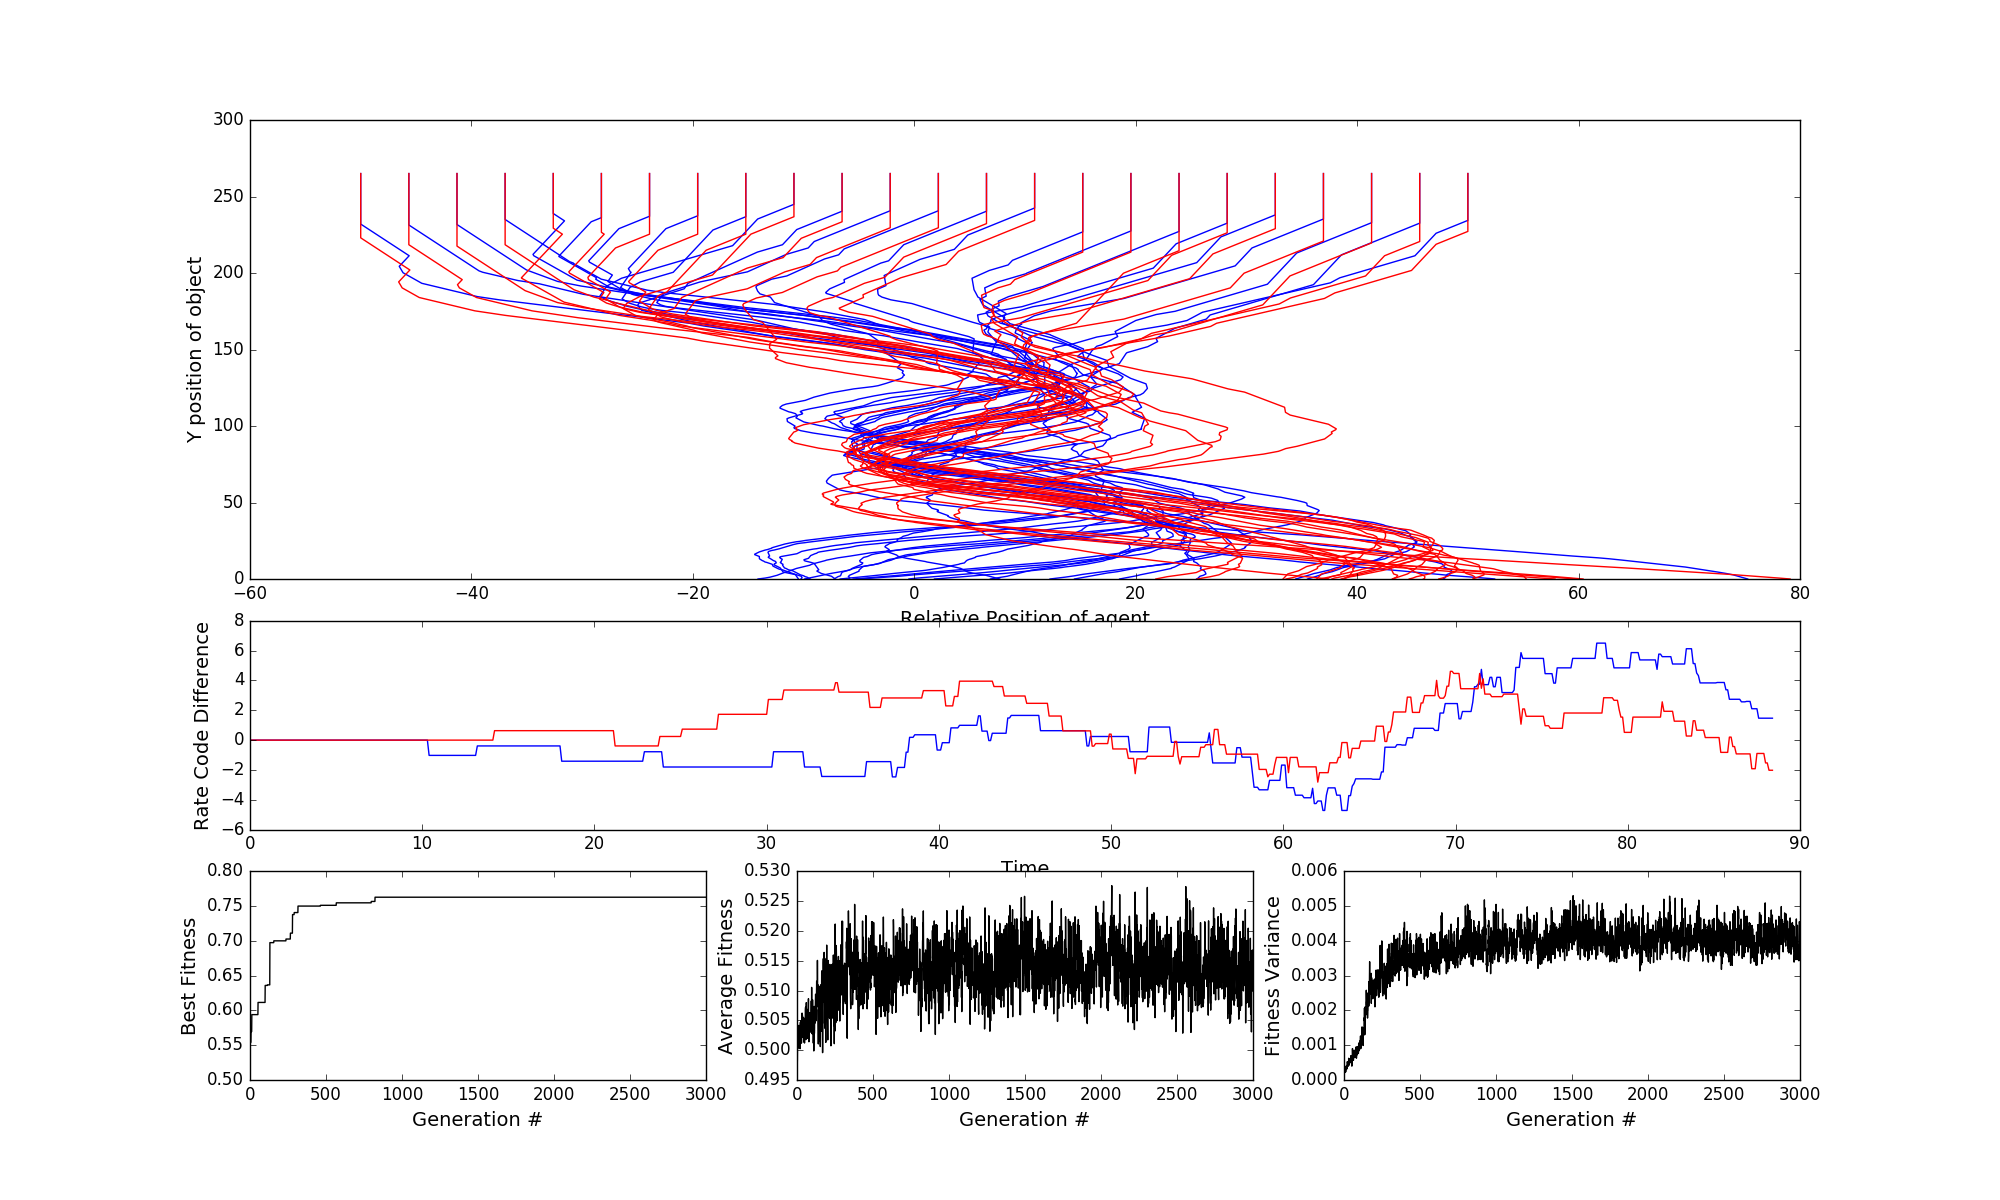 300
250
200
150
100
50
0
Y position of object
−60 −40 −20 0 20 40 60 80
Relative Position of agent
8
6
4
2
0
−2
−4
−6
Rate Code Difference
0 10 20 30 40 50 60 70 80 90
Time
0.80
0.75
0.70
0.65
0.60
0.55
0.50
Best Fitness
0 500 1000 1500 2000 2500 3000
Generation #
0.530
0.525
0.520
0.515
0.510
0.505
0.500
0.495
Average Fitness
0 500 1000 1500 2000 2500 3000
Generation #
0.006
0.005
0.004
0.003
0.002
0.001
0.000
Fitness Variance
0 500 1000 1500 2000 2500 3000
Generation #